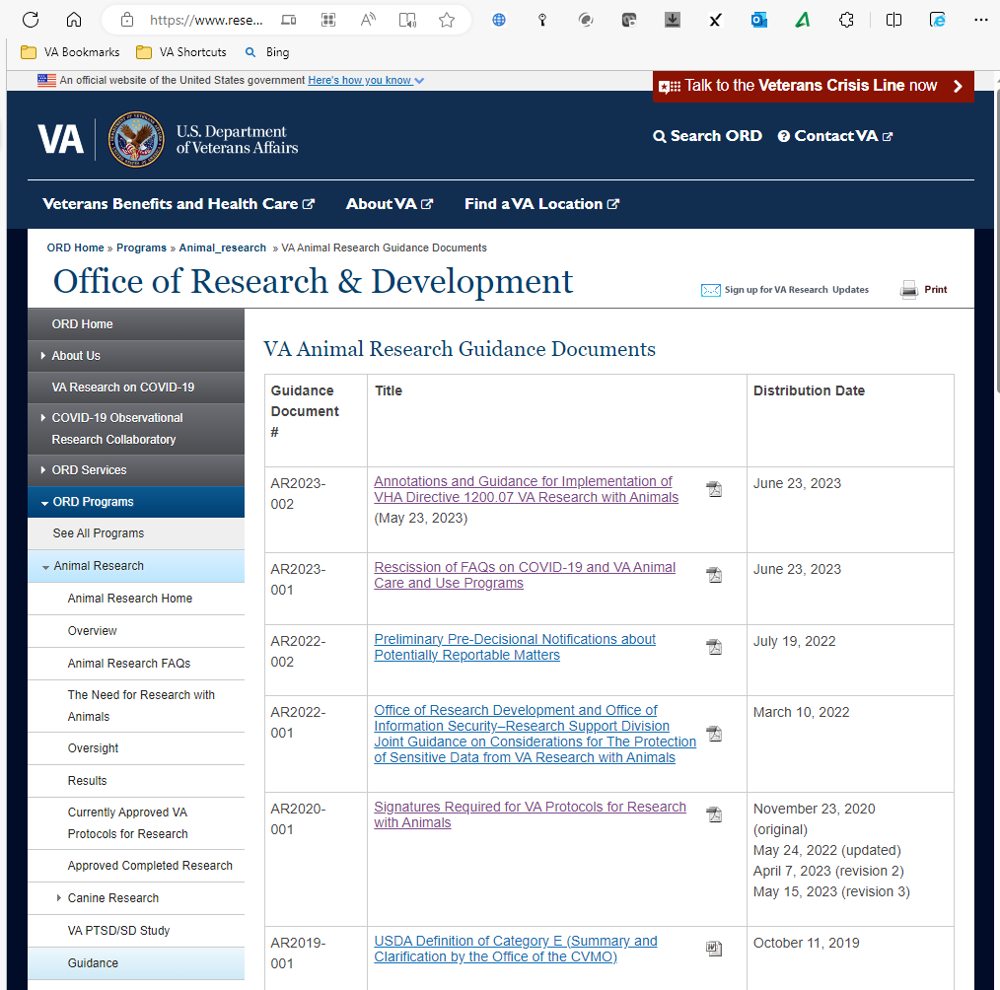 https://www.rese...
VA Bookmarks
VA Shortcuts
Bing
An official website of the United States government Here's how you know
Talk to the Veterans Crisis Line now
VA
U.S. Department
of Veterans Affairs
Search ORD
Contact VA
Veterans Benefits and Health Care
About VA
Find a VA Location
ORD Home » Programs » Animal_research » VA Animal Research Guidance Documents
Office of Research & Development
Sign up for VA Research Updates
Print
ORD Home
About Us
VA Research on COVID-19
COVID-19 Observational
Research Collaboratory
ORD Services
ORD Programs
See All Programs
Animal Research
Animal Research Home
Overview
Animal Research FAQs
The Need for Research with
Animals
Oversight
Results
Currently Approved VA
Protocols for Research
Approved Completed Research
Canine Research
VA PTSD/SD Study
Guidance
VA Animal Research Guidance Documents
Guidance
Document
#
Title
Distribution Date
AR2023-
002
Annotations and Guidance for Implementation of
VHA Directive 1200.07 VA Research with Animals
(May 23, 2023)
June 23, 2023
AR2023-
001
Rescission of FAQs on COVID-19 and VA Animal
Care and Use Programs
June 23, 2023
AR2022-
002
Preliminary Pre-Decisional Notifications about
Potentially Reportable Matters
July 19, 2022
AR2022-
001
Office of Research Development and Office of
Information Security–Research Support Division
Joint Guidance on Considerations for The Protection
of Sensitive Data from VA Research with Animals
March 10, 2022
AR2020-
001
Signatures Required for VA Protocols for Research
with Animals
November 23, 2020
(original)
May 24, 2022 (updated)
April 7, 2023 (revision 2)
May 15, 2023 (revision 3)
AR2019-
001
USDA Definition of Category E (Summary and
Clarification by the Office of the CVMO)
October 11, 2019